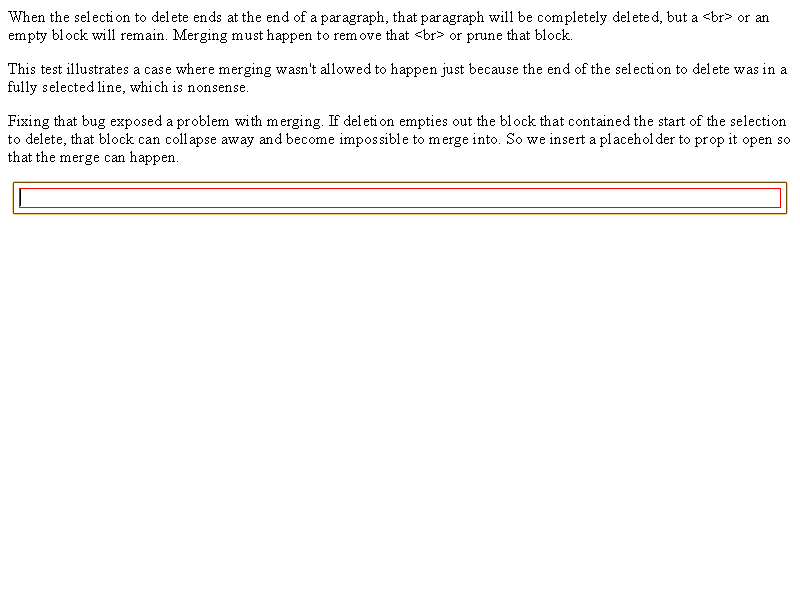 When the selection to delete ends at the end of a paragraph, that paragraph will be completely deleted, but a <br> or an
empty block will remain. Merging must happen to remove that <br> or prune that block.
This test illustrates a case where merging wasn't allowed to happen just because the end of the selection to delete was in a
fully selected line, which is nonsense.
Fixing that bug exposed a problem with merging. If deletion empties out the block that contained the start of the selection
to delete, that block can collapse away and become impossible to merge into. So we insert a placeholder to prop it open so
that the merge can happen.